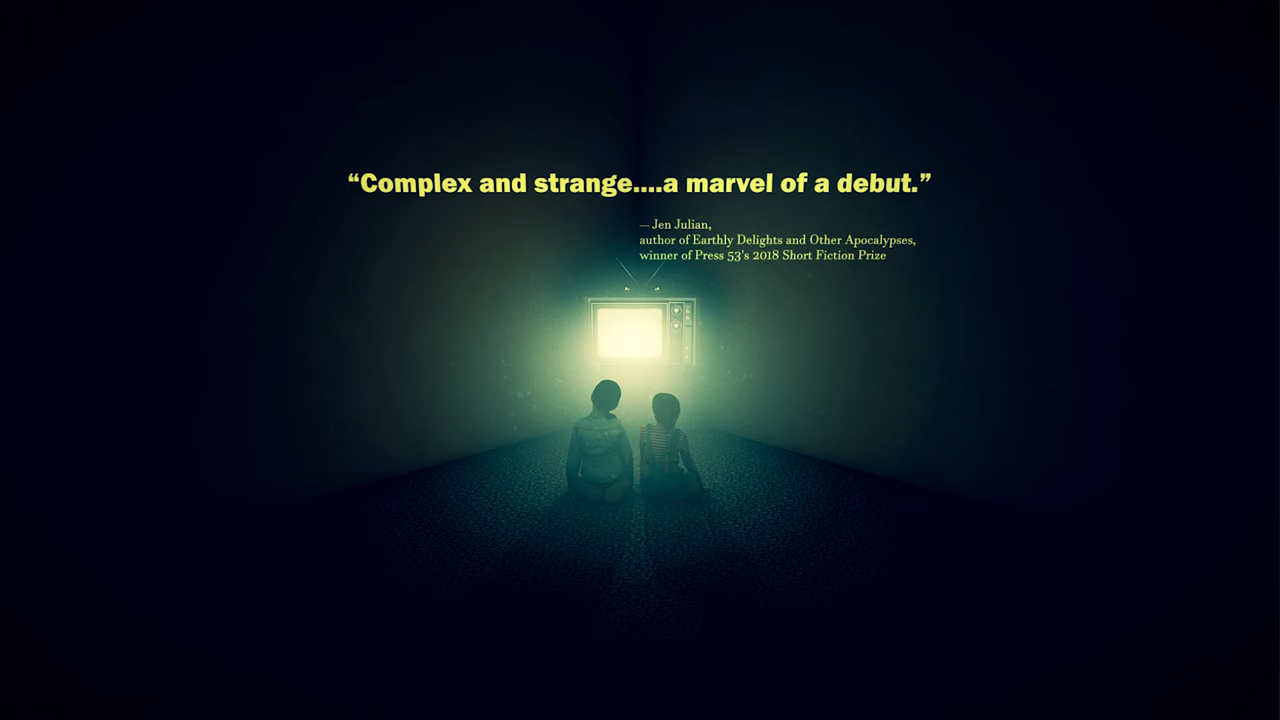 “Complex and strange....a marvel of a debut.”
— Jen Julian,
author of Earthly Delights and Other Apocalypses,
winner of Press 53's 2018 Short Fiction Prize